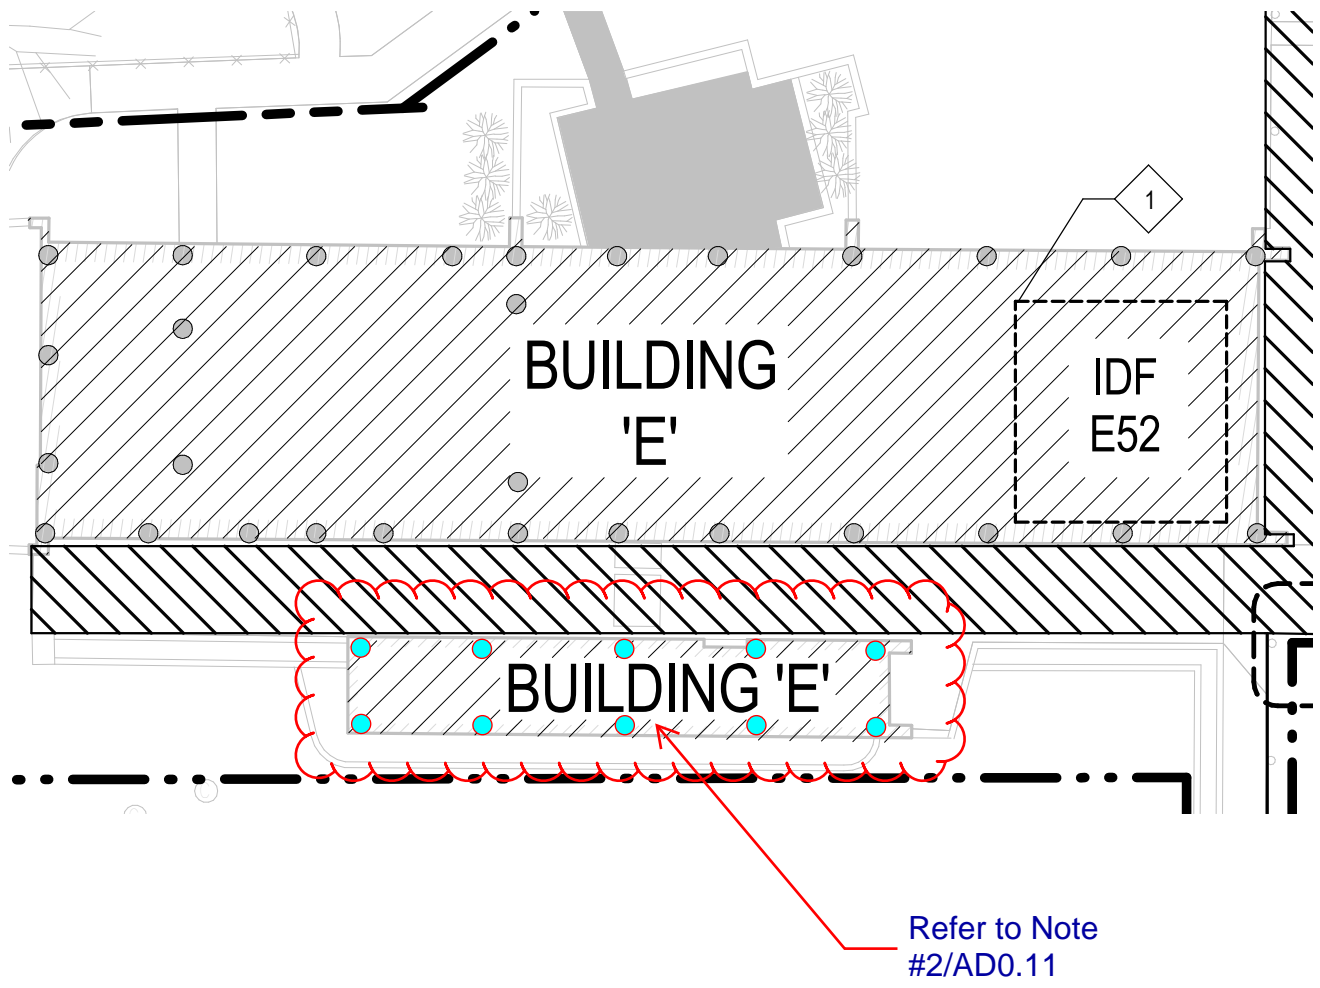 1
BUILDING
'E'
IDF
E52
BUILDING 'E'
Refer to Note
#2/AD0.11